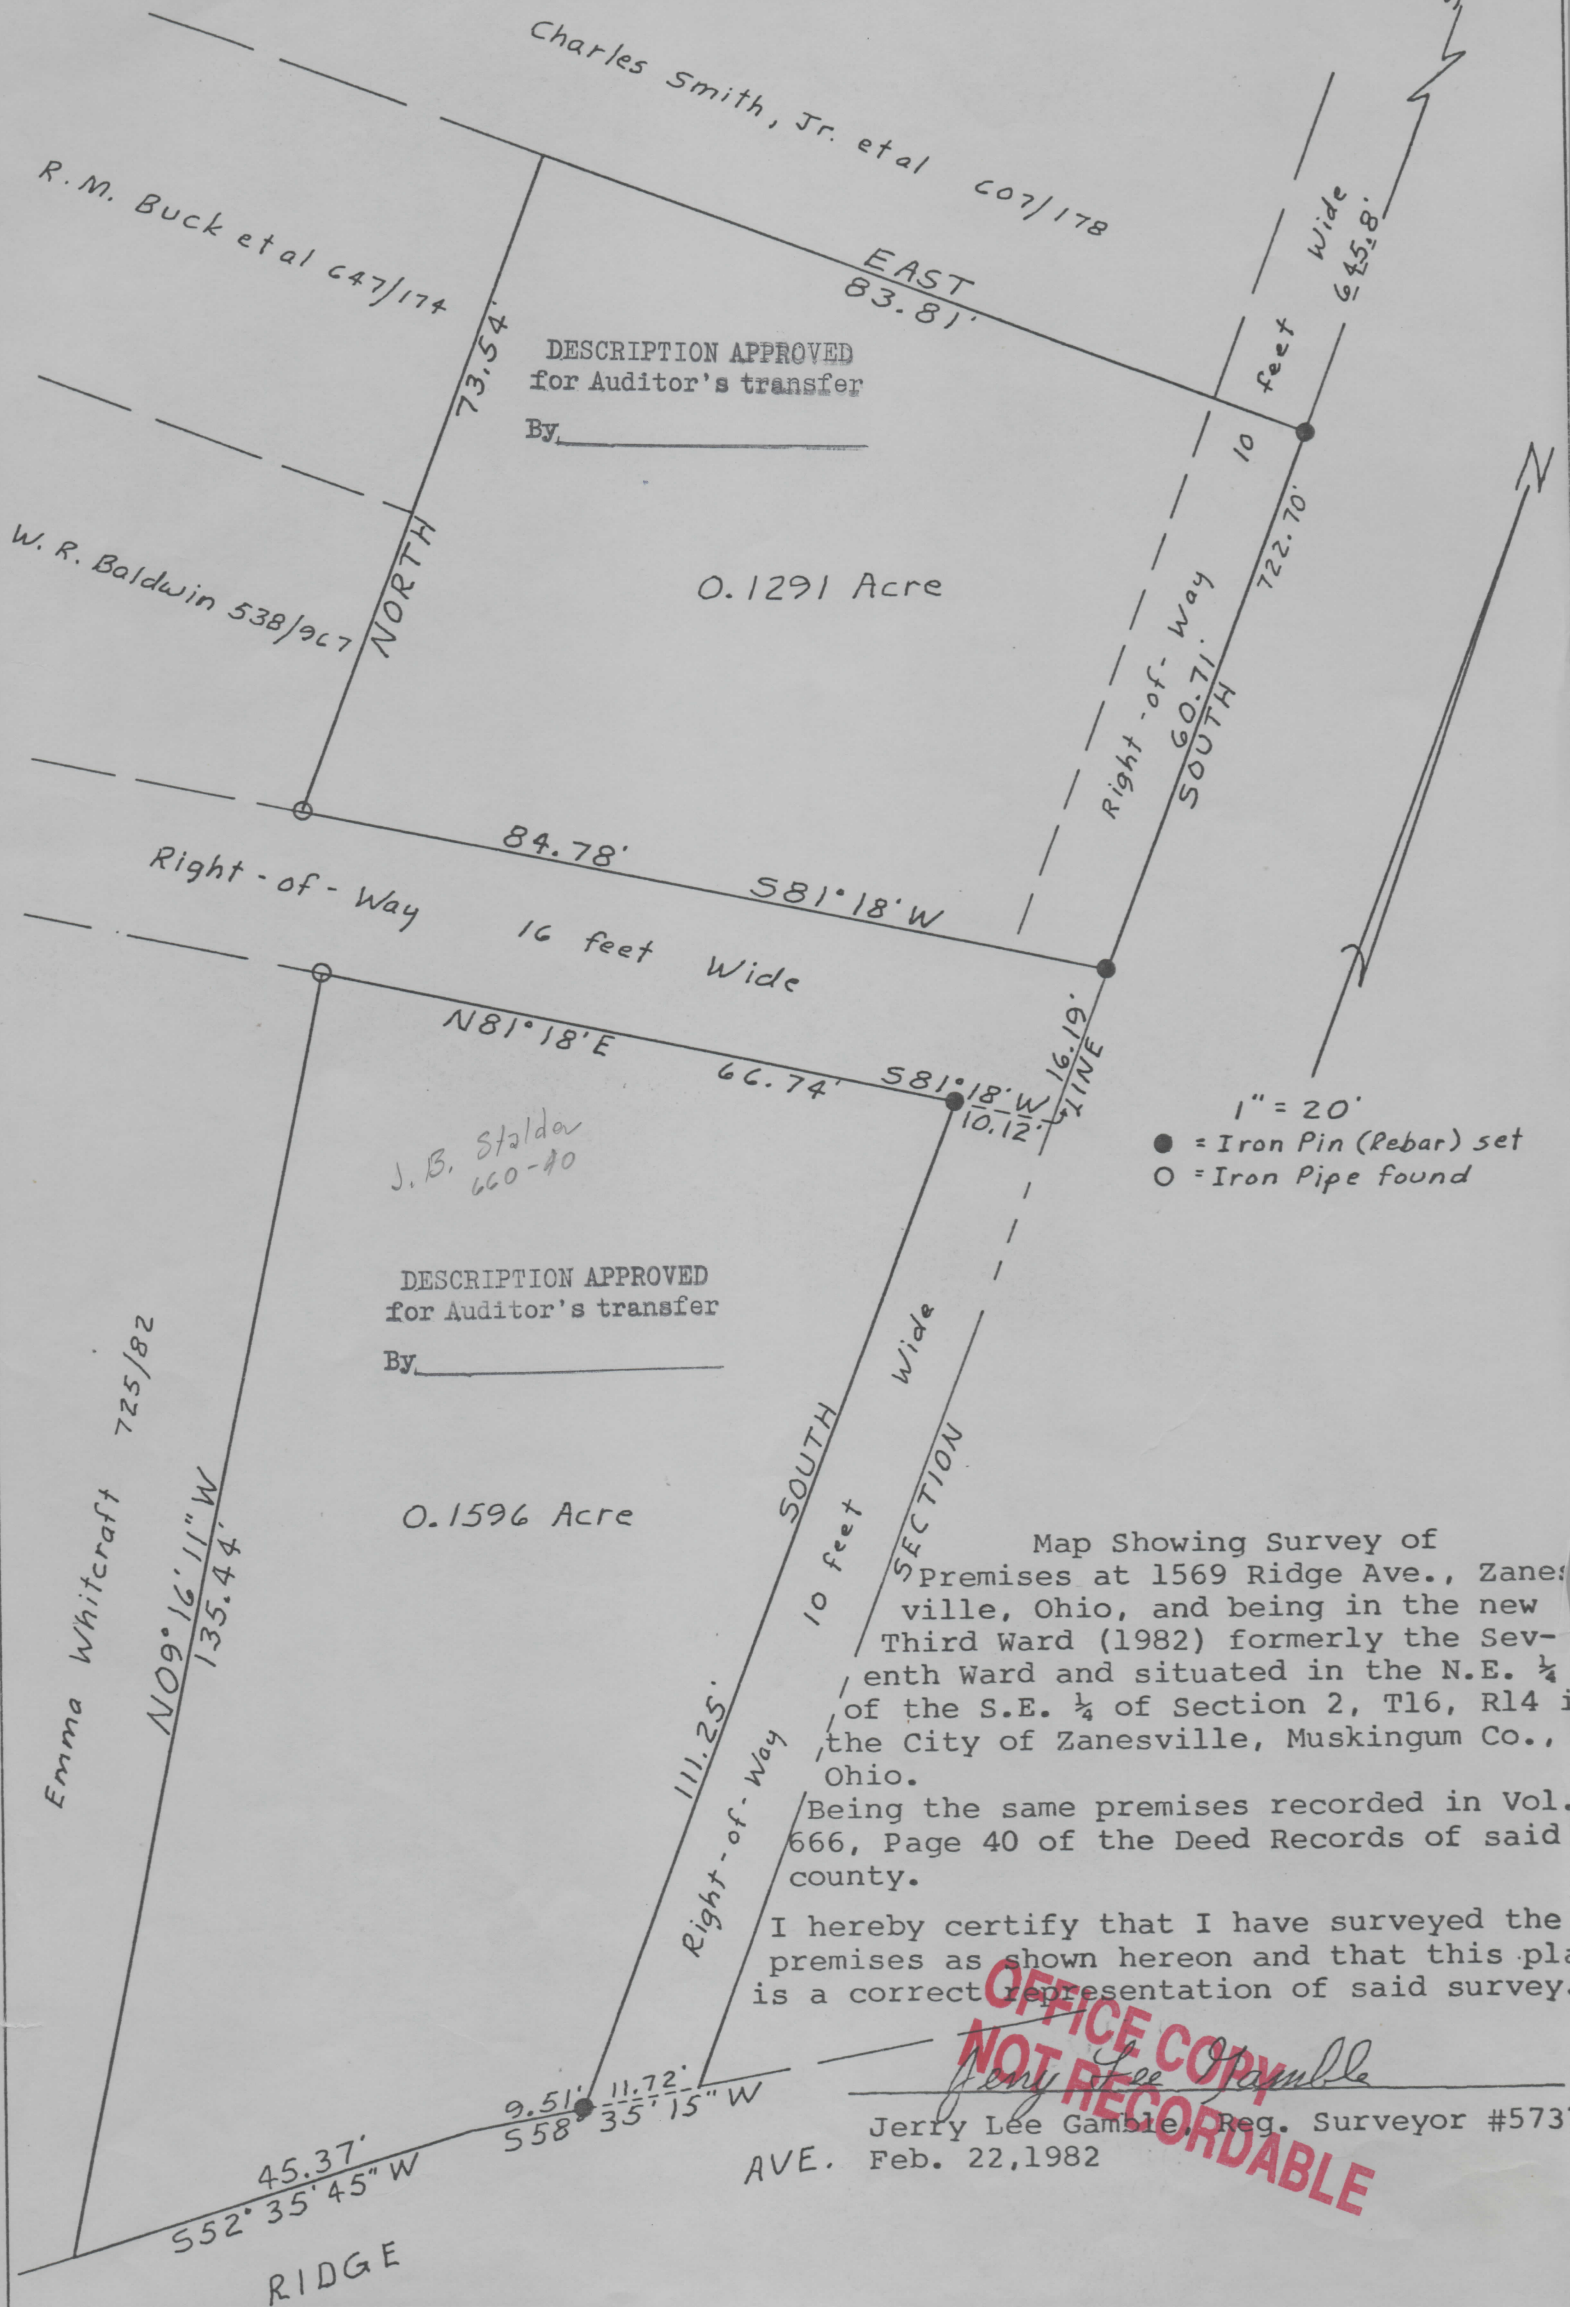 Charles Smith, Jr. et al 607/178
R. M. Buck et al 647/174
EAST
83.81'
Wide
645.8'
feet
10
73.54'
NORTH
DESCRIPTION APPROVED
for Auditor's transfer
By
N
W. R. Baldwin 538/967
0.1291 Acre
722.70'
Right-of-Way
60.71'
SOUTH
84.78'
S81°18'W
Right-of-Way 16 feet Wide
N81°18'E
66.74'
S81°18'W
10.12'
16.19'
LINE
1" = 20'
● = Iron Pin (Rebar) set
O = Iron Pipe found
J. B.
660-40
DESCRIPTION APPROVED
for Auditor's transfer
By
Emma Whitcraft 725/82
N09°16'11"W
135.44'
0.1596 Acre
SOUTH
111.25'
Right-of-Way 10 feet Wide
SECTION
Map Showing Survey of
Premises at 1569 Ridge Ave., Zanes
ville, Ohio, and being in the new
Third Ward (1982) formerly the Sev-
enth Ward and situated in the N.E. ¼
of the S.E. ¼ of Section 2, T16, R14 i
the City of Zanesville, Muskingum Co.,
Ohio.
Being the same premises recorded in Vol.
666, Page 40 of the Deed Records of said
county.
I hereby certify that I have surveyed the
premises as shown hereon and that this pla
is a correct representation of said survey.
OFFICE COPY
NOT RECORDABLE
Jerry Lee Gamble
Jerry Lee Gamble, Reg. Surveyor #573
Feb. 22,1982
9.51' 11.72'
S58°35'15"W
45.37'
S52°35'45"W
RIDGE AVE.